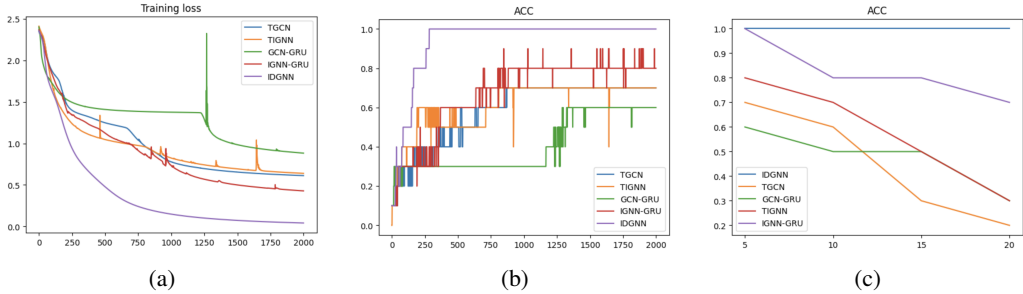 Training loss
2.5
2.0
1.5
1.0
0.5
0.0
0 250 500 750 1000 1250 1500 1750 2000
TGCN
TIGNN
GCN-GRU
IGNN-GRU
IDGNN
(a)
ACC
1.0
0.8
0.6
0.4
0.2
0.0
0 250 500 750 1000 1250 1500 1750 2000
TGCN
TIGNN
GCN-GRU
IGNN-GRU
IDGNN
(b)
ACC
1.0
0.9
0.8
0.7
0.6
0.5
0.4
0.3
0.2
5 10 15 20
IDGNN
TGCN
GCN-GRU
TIGNN
IGNN-GRU
(c)